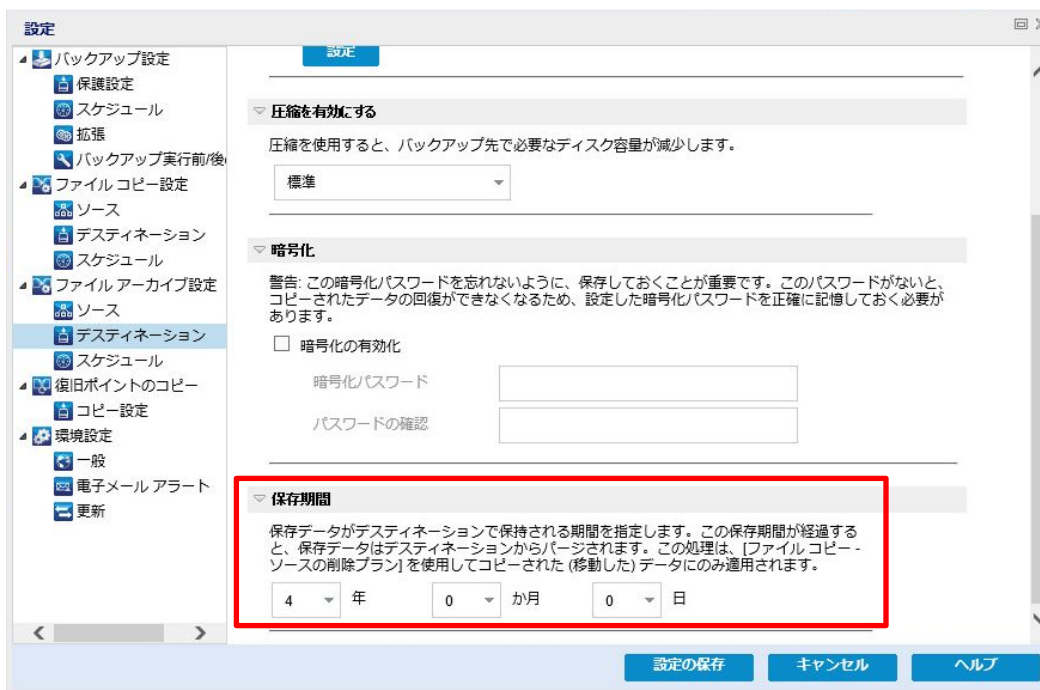 設定
バックアップ設定
保護設定
スケジュール
拡張
バックアップ実行前/後
ファイル コピー設定
ソース
デスティネーション
スケジュール
ファイル アーカイブ設定
ソース
デスティネーション
スケジュール
復旧ポイントのコピー
コピー設定
環境設定
一般
電子メール アラート
更新
設定
圧縮を有効にする
圧縮を使用すると、バックアップ先で必要なディスク容量が減少します。
標準
暗号化
警告: この暗号化パスワードを忘れないように、保存しておくことが重要です。このパスワードがないと、
コピーされたデータの回復ができなくなるため、設定した暗号化パスワードを正確に記憶しておく必要が
あります。
暗号化の有効化
暗号化パスワード
パスワードの確認
保存期間
保存データがデスティネーションで保持される期間を指定します。この保存期間が経過する
と、保存データはデスティネーションからパージされます。この処理は、[ファイル コピー -
ソースの削除プラン] を使用してコピーされた (移動した) データにのみ適用されます。
4 年 0 か月 0 日
設定の保存 キャンセル ヘルプ